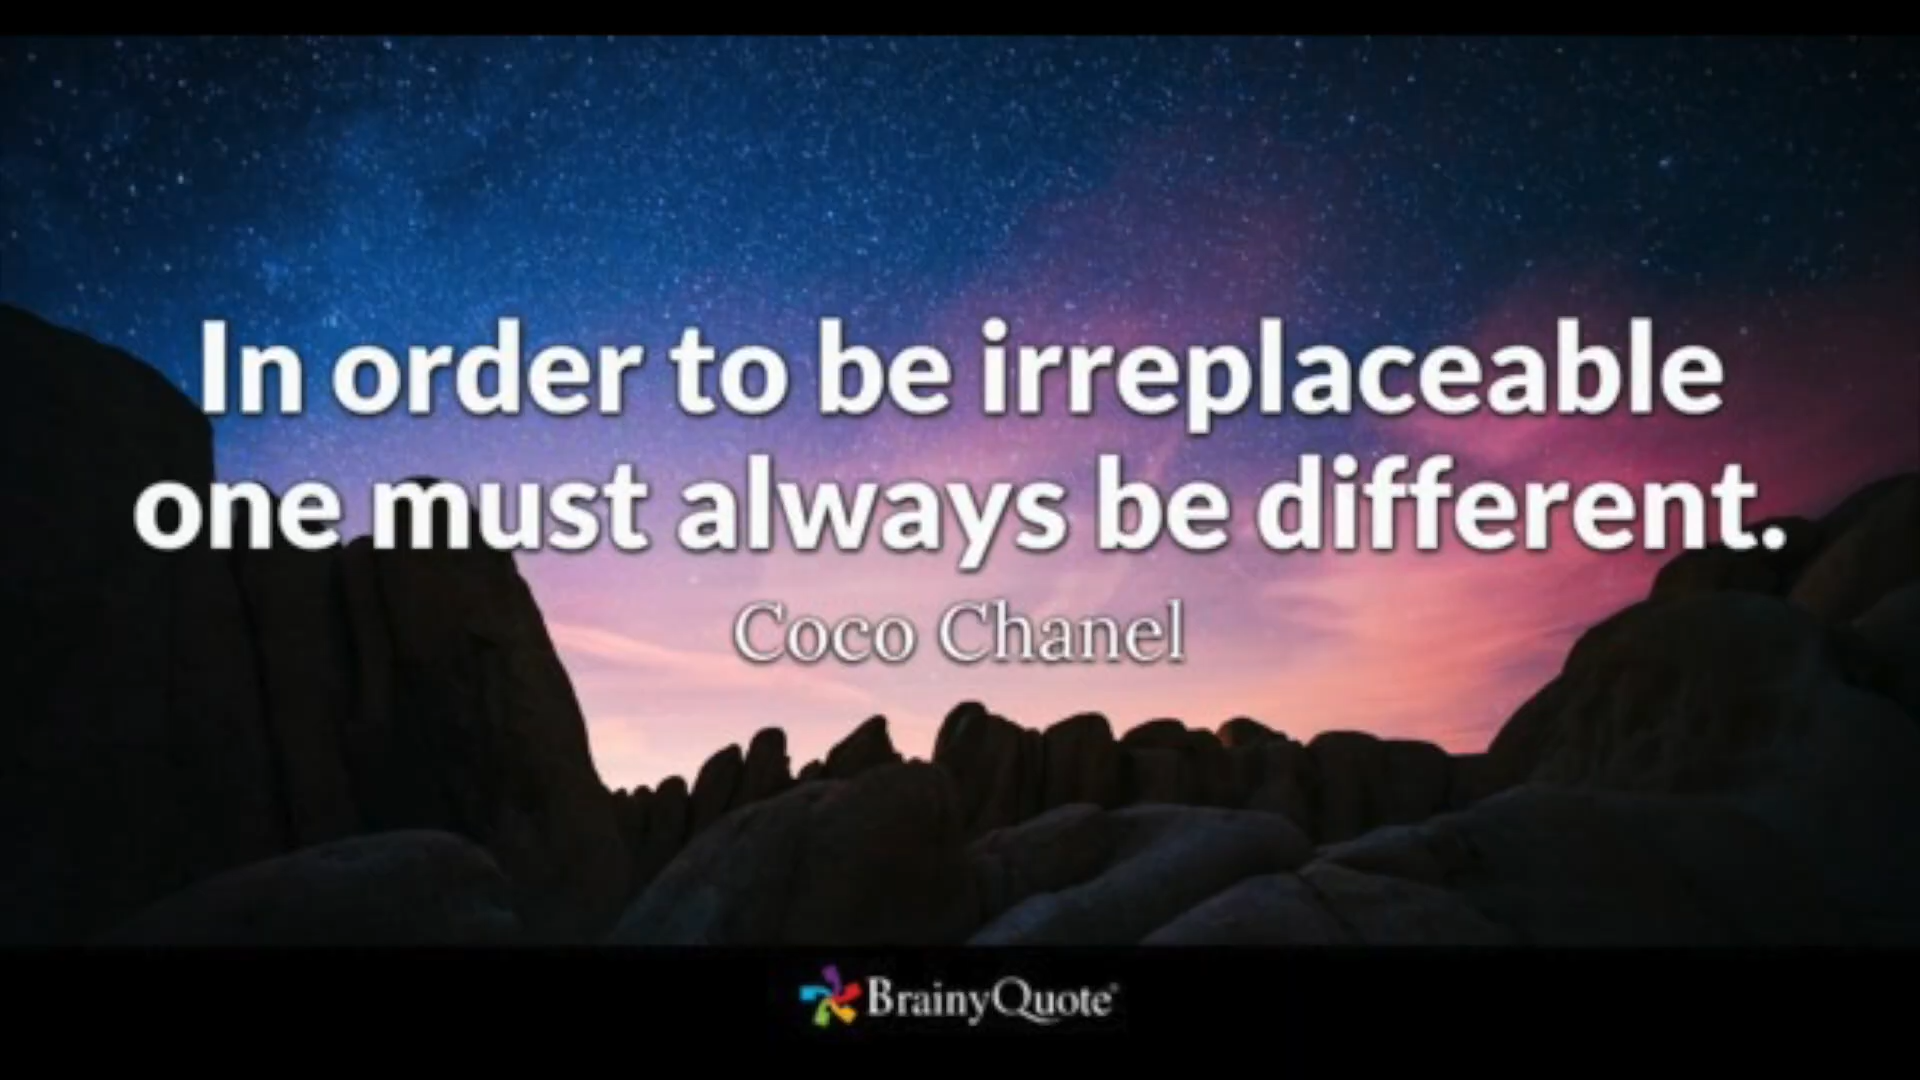 In order to be irreplaceable
one must always be different.
Coco Chanel
BrainyQuote®